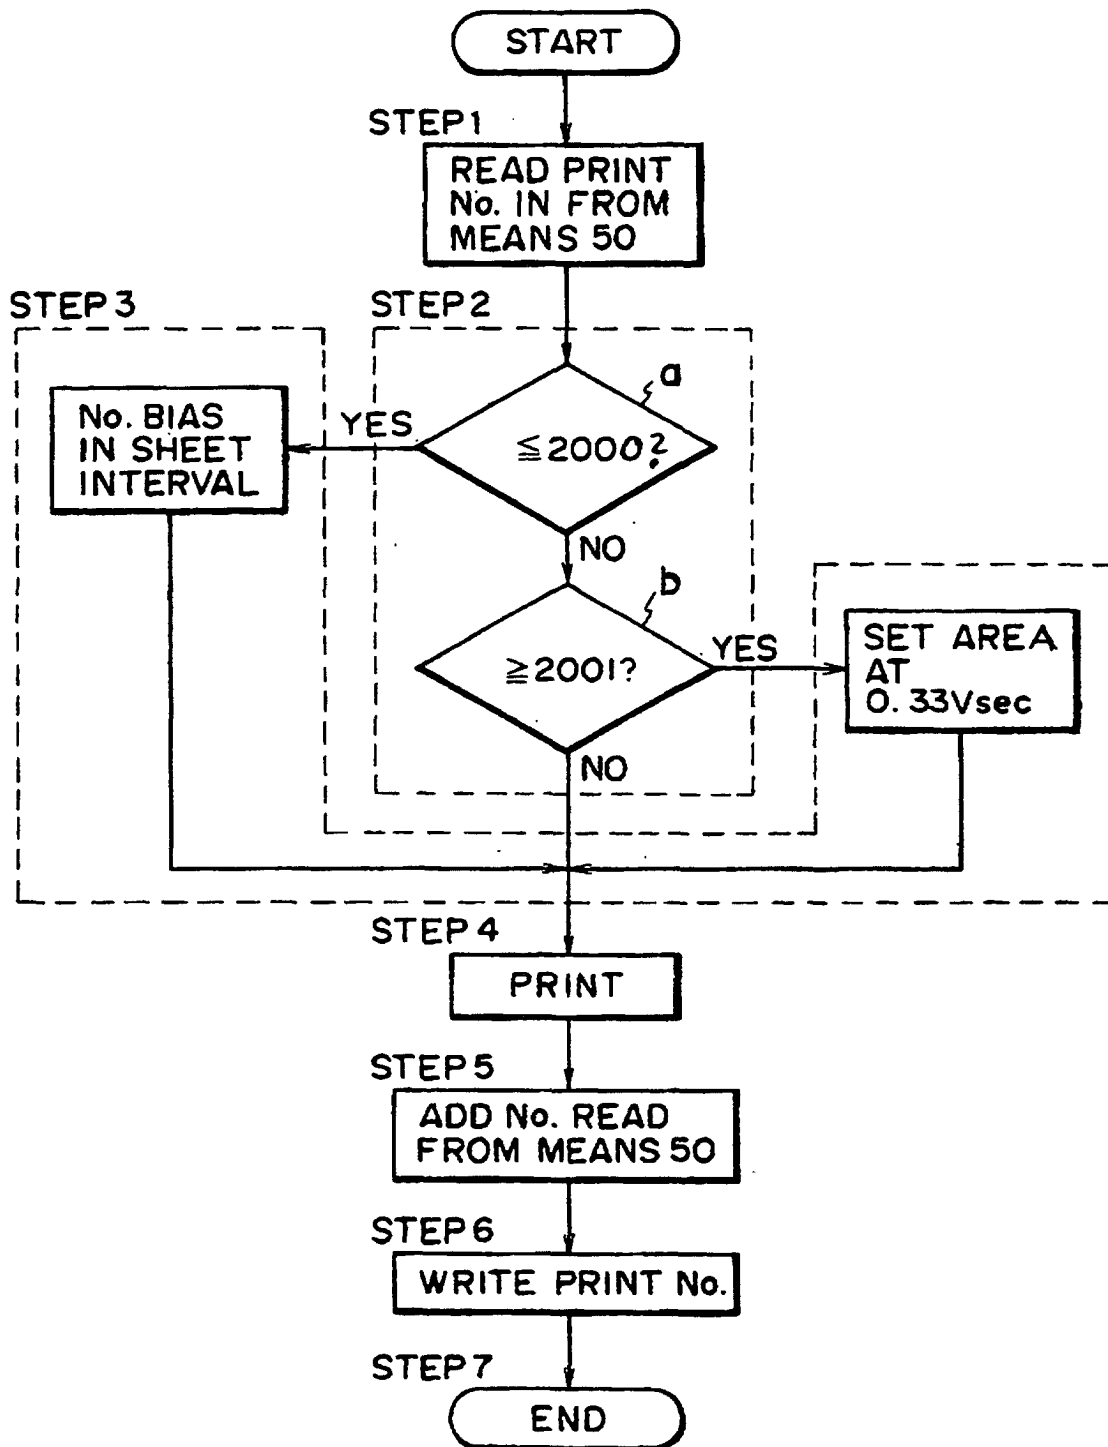 START
STEP1
READ PRINT
No. IN FROM
MEANS 50
STEP3
STEP2
a
No. BIAS
IN SHEET
INTERVAL
YES
≦2000?
NO
b
≧2001?
YES
SET AREA
AT
0.33Vsec
NO
STEP4
PRINT
STEP5
ADD No. READ
FROM MEANS 50
STEP6
WRITE PRINT No.
STEP7
END